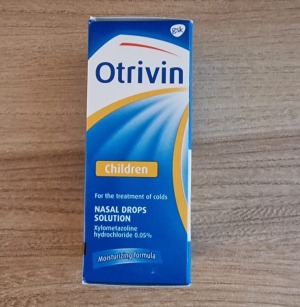 gsk
Otrivin
Children
For the treatment of colds
NASAL DROPS
SOLUTION
Xylometazoline
hydrochloride 0.05%
Moisturizing formula